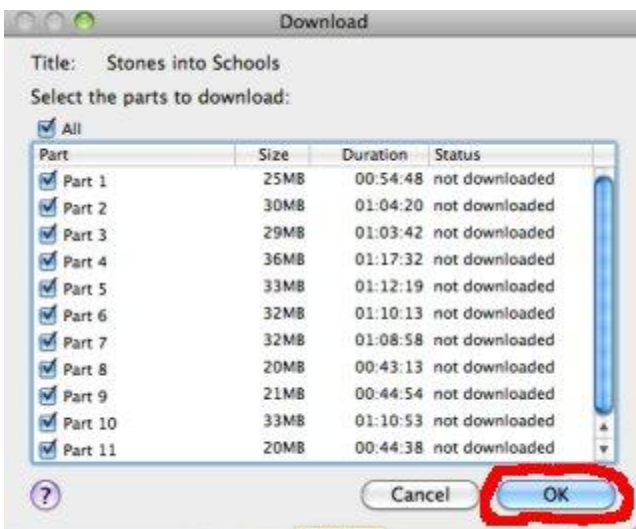 Download
Title: Stones into Schools
Select the parts to download:
All
Part Size Duration Status
Part 1 25MB 00:54:48 not downloaded
Part 2 30MB 01:04:20 not downloaded
Part 3 29MB 01:03:42 not downloaded
Part 4 36MB 01:17:32 not downloaded
Part 5 33MB 01:12:19 not downloaded
Part 6 32MB 01:10:13 not downloaded
Part 7 32MB 01:08:58 not downloaded
Part 8 20MB 00:43:13 not downloaded
Part 9 21MB 00:44:54 not downloaded
Part 10 33MB 01:10:53 not downloaded
Part 11 20MB 00:44:38 not downloaded
? Cancel OK